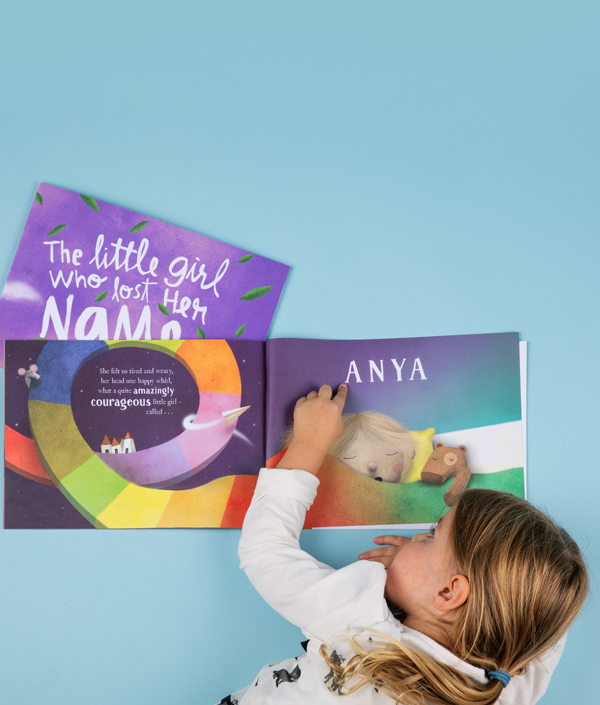 The little girl
who lost Her
Name
She felt so tired and weary,
her head one happy whirl,
what a quite amazingly
courageous little girl –
called . . .
ANYA